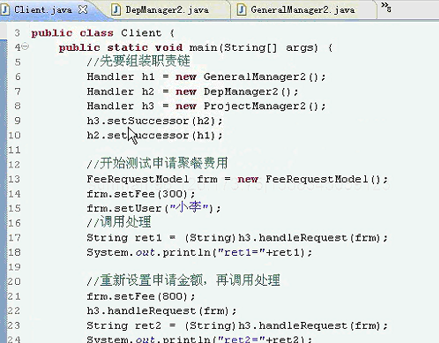 Client.java DepManager2.java GeneralManager2.java »8
3 public class Client {
4 public static void main(String[] args) {
5 //先要组装职责链
6 Handler h1 = new GeneralManager2();
7 Handler h2 = new DepManager2();
8 Handler h3 = new ProjectManager2();
9 h3.setSuccessor(h2);
10 h2.setSuccessor(h1);
11
12 //开始测试申请聚餐费用
13 FeeRequestModel frm = new FeeRequestModel();
14 frm.setFee(300);
15 frm.setUser("小李");
16 //调用处理
17 String ret1 = (String)h3.handleRequest(frm);
18 System.out.println("ret1="+ret1);
19
20 //重新设置申请金额，再调用处理
21 frm.setFee(800);
22 h3.handleRequest(frm);
23 String ret2 = (String)h3.handleRequest(frm);
24 System.out.println("ret2="+ret2);